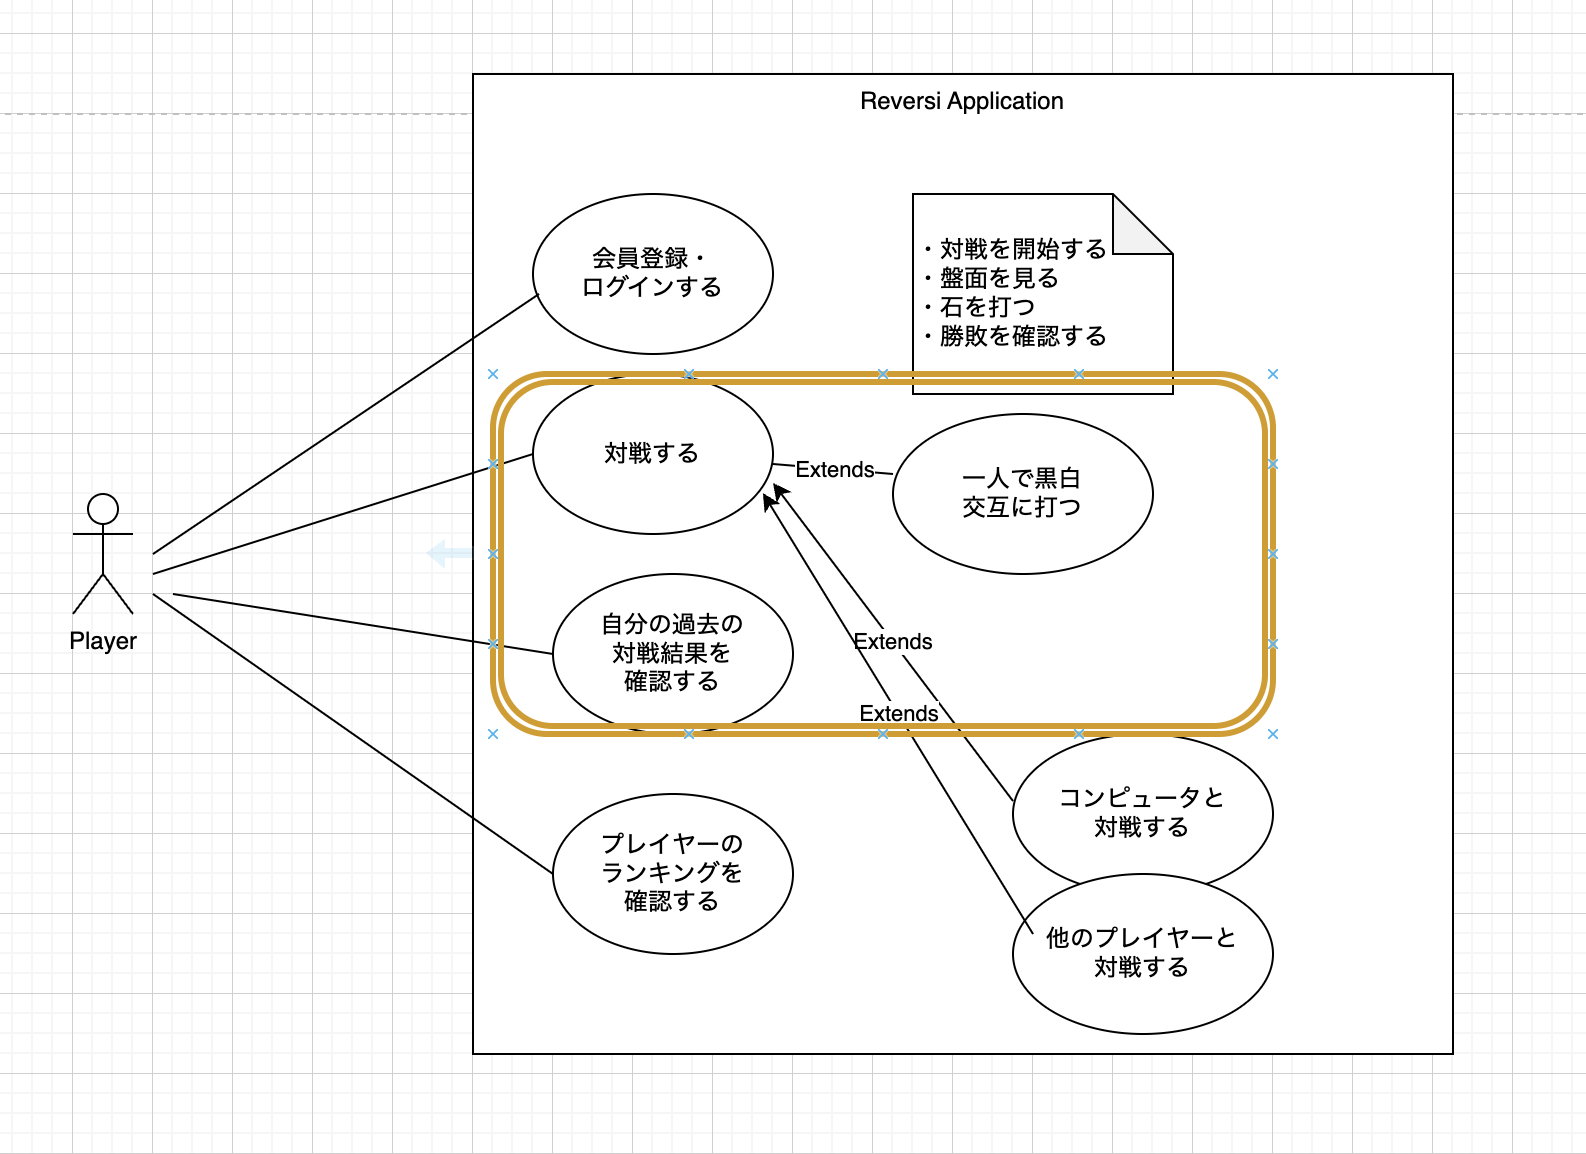 Reversi Application
会員登録・
ログインする
・対戦を開始する
・盤面を見る
・石を打つ
・勝敗を確認する
対戦する
Extends
一人で黒白
交互に打つ
Player
自分の過去の
対戦結果を
確認する
Extends
Extends
コンピュータと
対戦する
プレイヤーの
ランキングを
確認する
他のプレイヤーと
対戦する